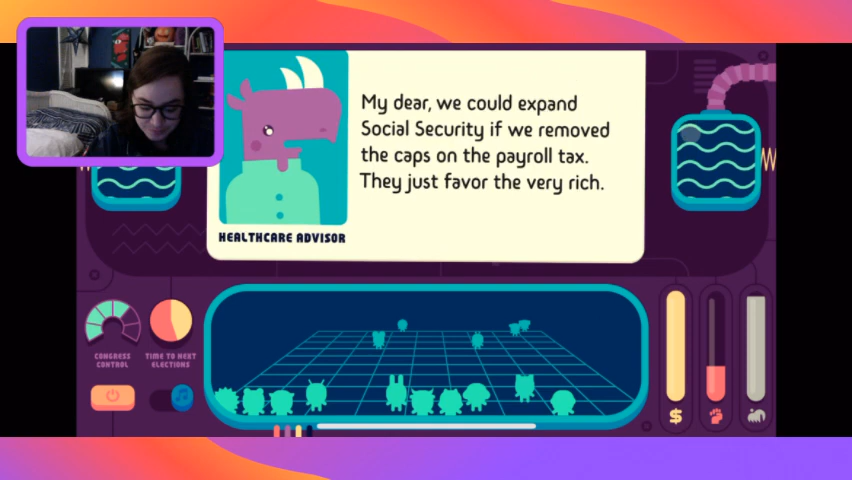 My dear, we could expand
Social Security if we removed
the caps on the payroll tax.
They just favor the very rich.
HEALTHCARE ADVISOR
CONGRESS
CONTROL
TIME TO NEXT
ELECTIONS
$